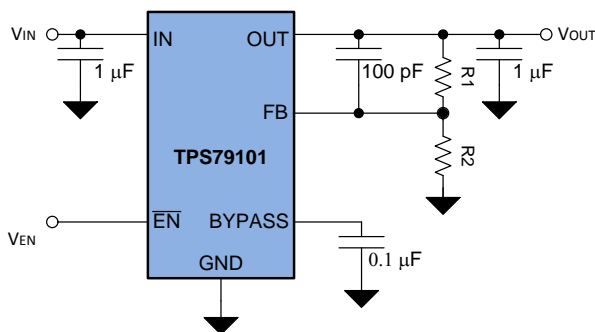 VIN
IN
OUT
VOUT
1 μF
100 pF
R1
1 μF
FB
TPS79101
R2
VEN
EN
BYPASS
GND
0.1 μF